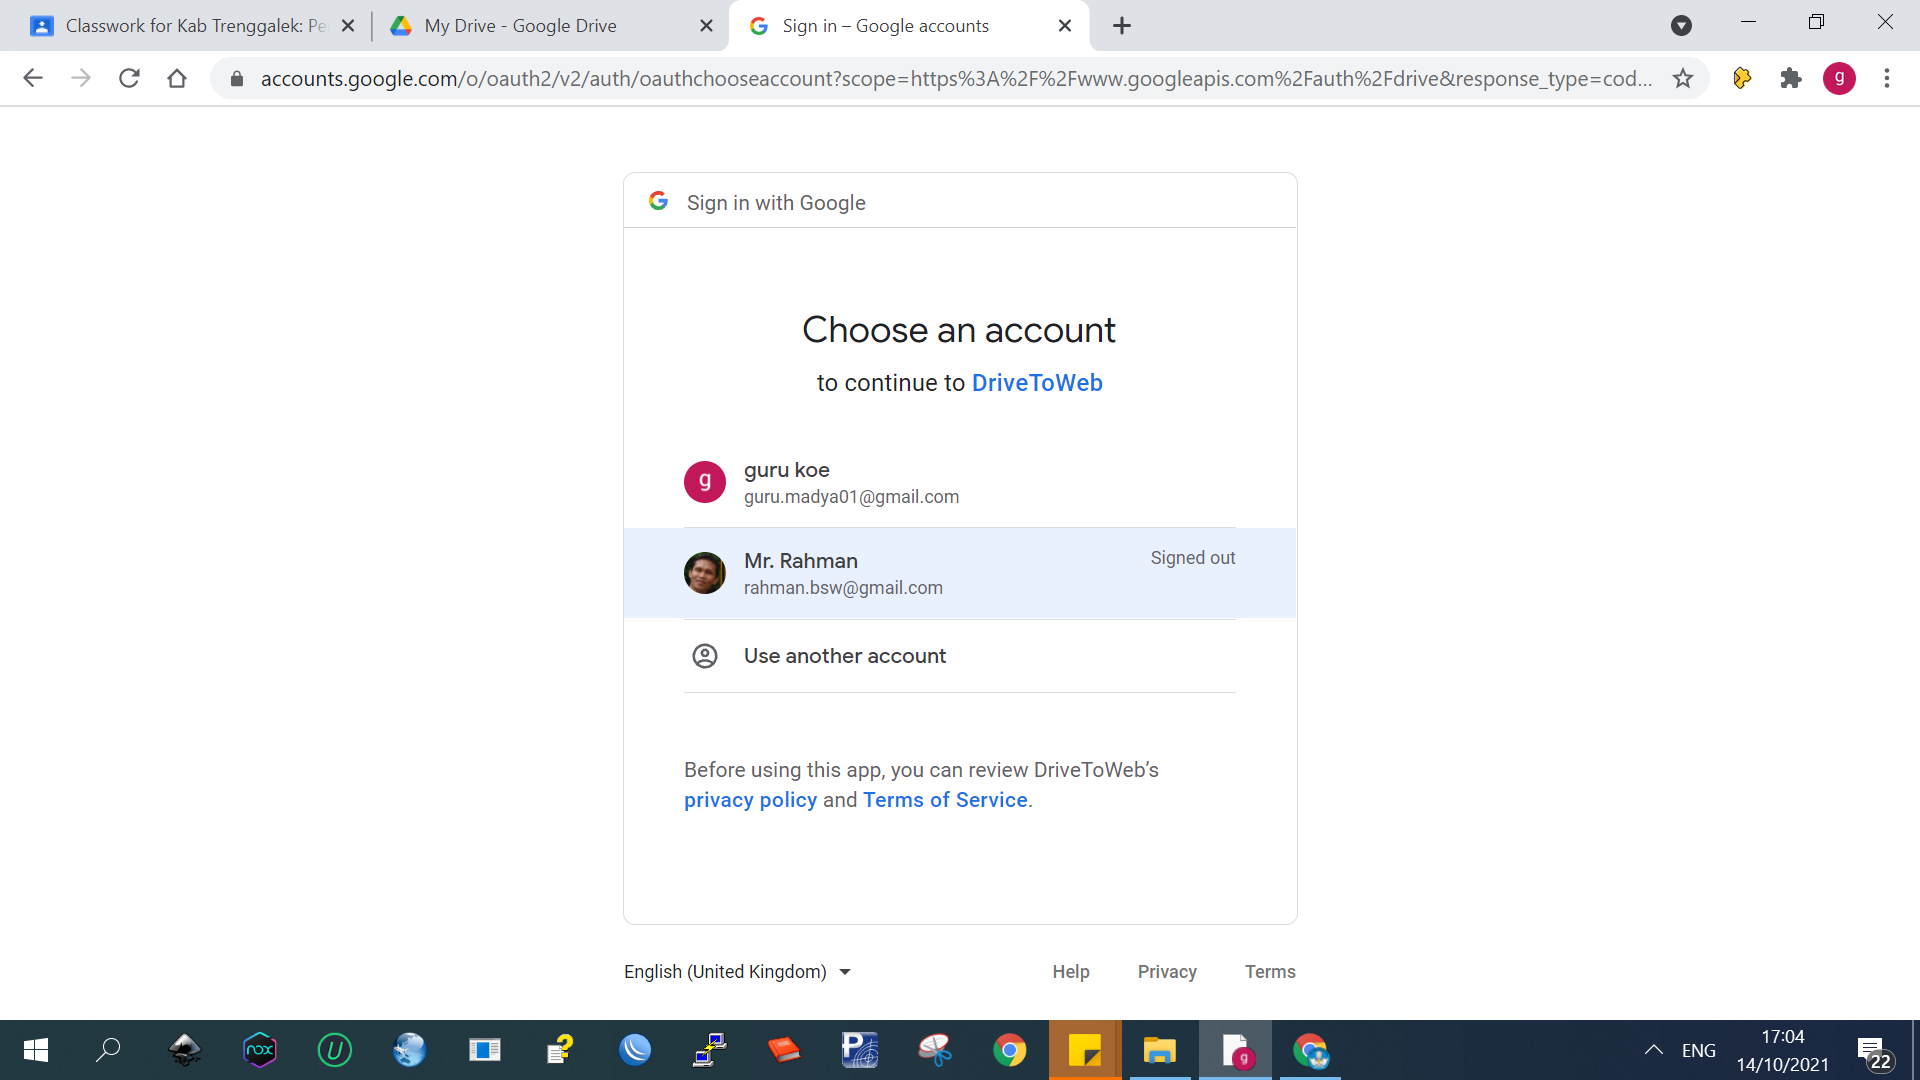 Classwork for Kab Trenggalek: Pe
My Drive - Google Drive
Sign in – Google accounts
accounts.google.com/o/oauth2/v2/auth/oauthchooseaccount?scope=https%3A%2F%2Fwww.googleapis.com%2Fauth%2Fdrive&response_type=cod...
g
Sign in with Google
Choose an account
to continue to DriveToWeb
g
guru koe
guru.madya01@gmail.com
Mr. Rahman
Signed out
rahman.bsw@gmail.com
Use another account
Before using this app, you can review DriveToWeb’s
privacy policy and Terms of Service.
English (United Kingdom)
Help
Privacy
Terms
nox
U
P
g
ENG
17:04
14/10/2021
22